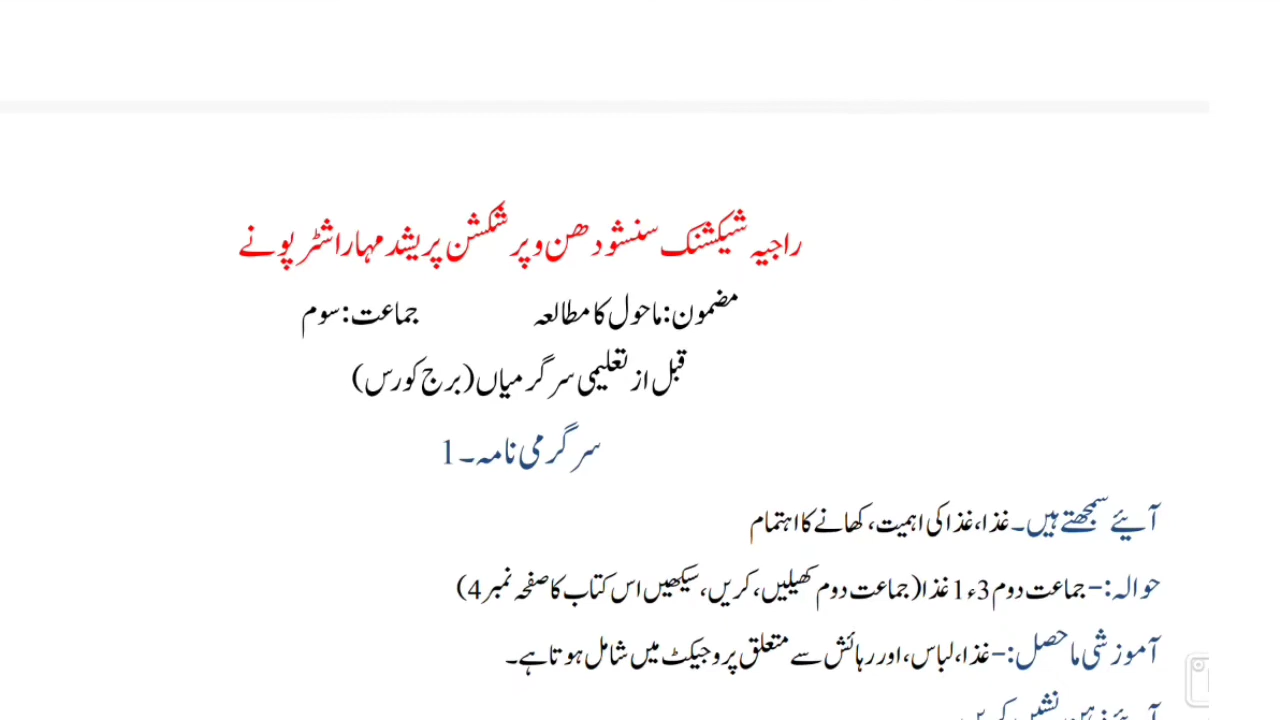 راجیہ شیکشنک سنشودھن و پرشکشن پریشد مہاراشٹر پونے
مضمون: ماحول کا مطالعہ جماعت: سوم
قبل از تعلیمی سرگرمیاں (برج کورس)
سرگرمی نامہ۔ 1
آیئے سمجھتے ہیں۔ غذا، غذا کی اہمیت، کھانے کا اہتمام
حوالہ:- جماعت دوم 3ء1 غذا (جماعت دوم کھیلیں، کریں، سیکھیں اس کتاب کا صفحہ نمبر 4)
آموزشی ماحصل:- غذا، لباس، اور رہائش سے متعلق پروجیکٹ میں شامل ہوتا ہے۔